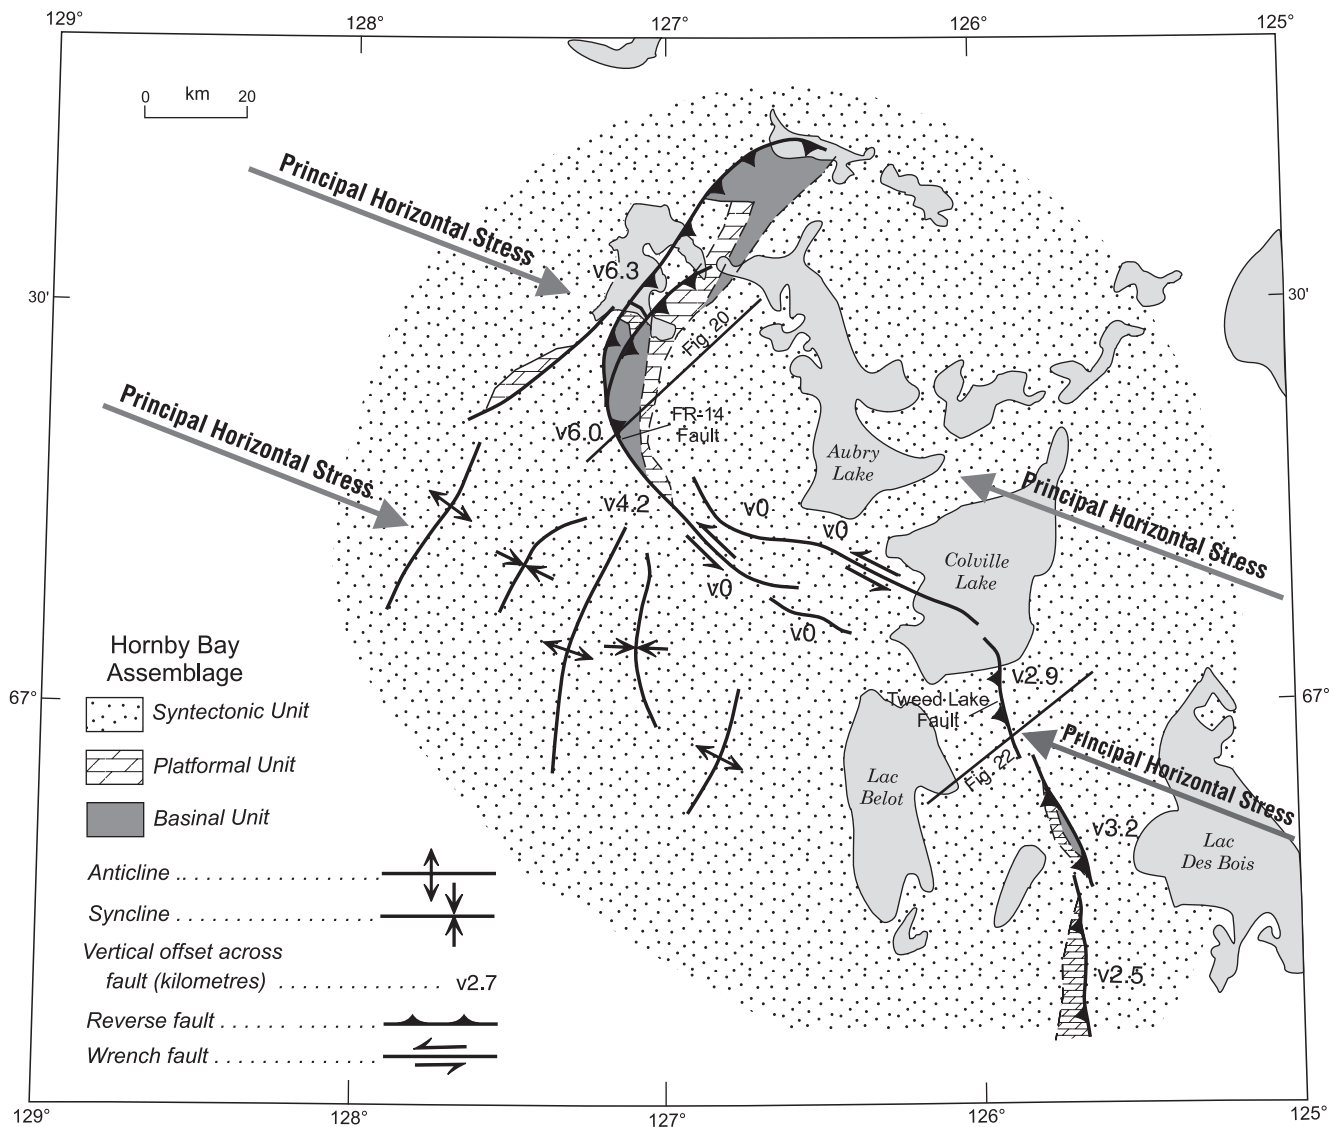 129°
128°
127°
126°
125°
0 km 20
Principal Horizontal Stress
v6.3
30'
30'
Fig. 20
Principal Horizontal Stress
v6.0
FR-14
Fault
Aubry
Lake
v4.2
v0
v0
Principal Horizontal Stress
Colville
Lake
v0
v0
Hornby Bay
Assemblage
v2.9
67°
67°
Tweed Lake
Fault
Syntectonic Unit
Principal Horizontal Stress
Platformal Unit
Fig. 22
Lac
Belot
Basinal Unit
v3.2
Lac
Des Bois
Anticline
Syncline
Vertical offset across
fault (kilometres) v2.7
v2.5
Reverse fault
Wrench fault
129°
128°
127°
126°
125°